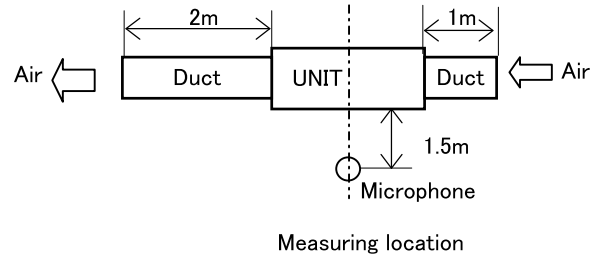 2m
1m
Air
Duct
UNIT
Duct
Air
1.5m
Microphone
Measuring location